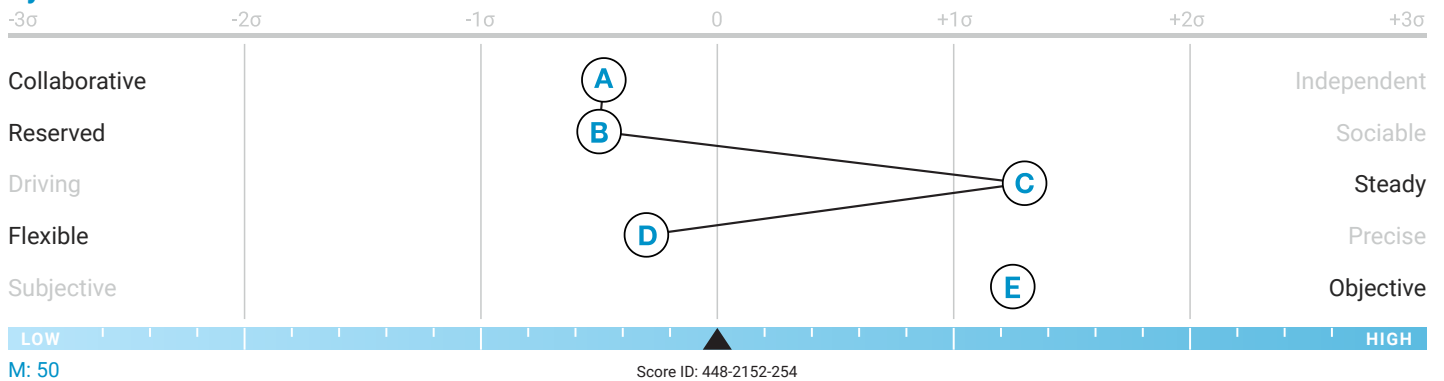 -3σ -2σ -1σ 0 +1σ +2σ +3σ
Collaborative A Independent
Reserved B Sociable
Driving C Steady
Flexible D Precise
Subjective E Objective
LOW HIGH
M: 50 Score ID: 448-2152-254